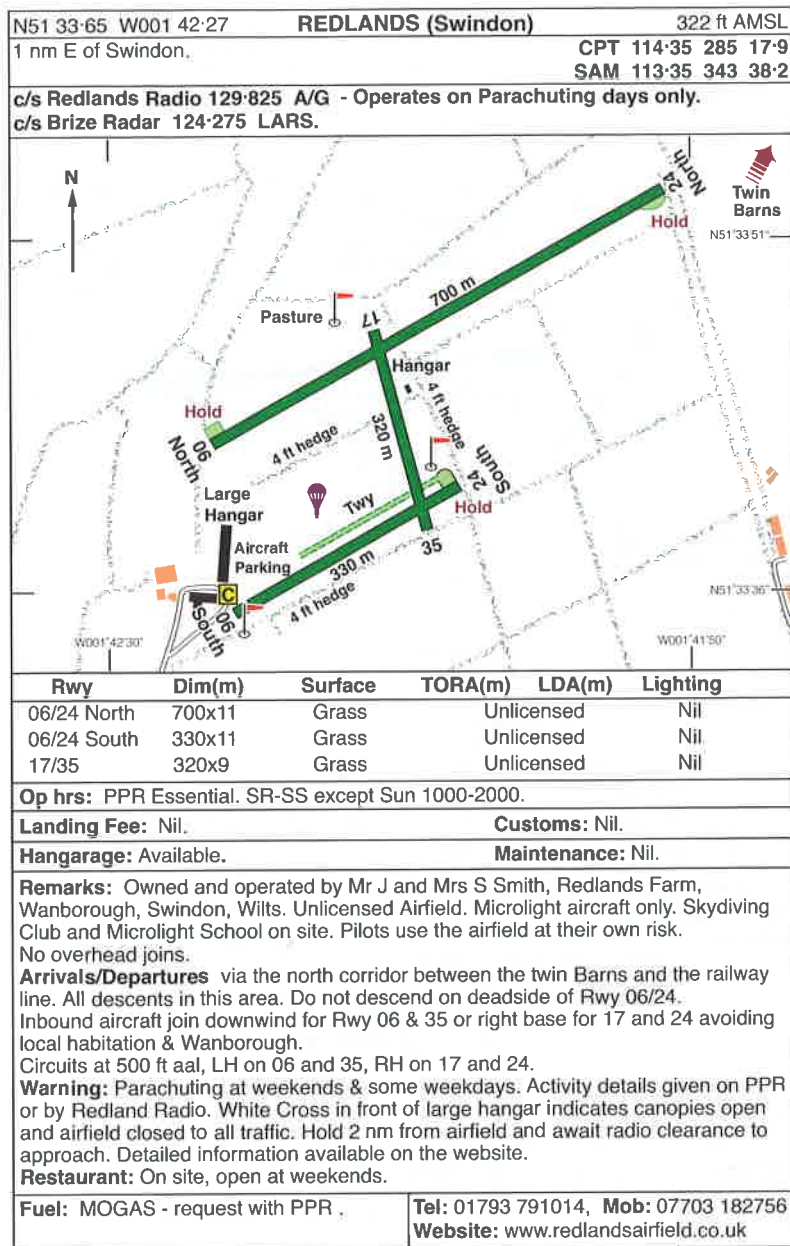 N51 33·65 W001 42·27 REDLANDS (Swindon) 322 ft AMSL
1 nm E of Swindon. CPT 114·35 285 17·9
SAM 113·35 343 38·2
c/s Redlands Radio 129·825 A/G - Operates on Parachuting days only.
c/s Brize Radar 124·275 LARS.
N
24 North
Twin
Barns
Hold
N51°33'51"
700 m
Pasture
17
Hangar
4 ft hedge
Hold
06 North
320 m
4 ft hedge
24 South
Large
Hangar
Twy
Hold
Aircraft
Parking
35
330 m
C
4 ft hedge
06 South
N51°33'36"
W001°42'30"
W001°41'50"
Rwy Dim(m) Surface TORA(m) LDA(m) Lighting
06/24 North 700x11 Grass Unlicensed Nil
06/24 South 330x11 Grass Unlicensed Nil
17/35 320x9 Grass Unlicensed Nil
Op hrs: PPR Essential. SR-SS except Sun 1000-2000.
Landing Fee: Nil. Customs: Nil.
Hangarage: Available. Maintenance: Nil.
Remarks: Owned and operated by Mr J and Mrs S Smith, Redlands Farm,
Wanborough, Swindon, Wilts. Unlicensed Airfield. Microlight aircraft only. Skydiving
Club and Microlight School on site. Pilots use the airfield at their own risk.
No overhead joins.
Arrivals/Departures via the north corridor between the twin Barns and the railway
line. All descents in this area. Do not descend on deadside of Rwy 06/24.
Inbound aircraft join downwind for Rwy 06 & 35 or right base for 17 and 24 avoiding
local habitation & Wanborough.
Circuits at 500 ft aal, LH on 06 and 35, RH on 17 and 24.
Warning: Parachuting at weekends & some weekdays. Activity details given on PPR
or by Redland Radio. White Cross in front of large hangar indicates canopies open
and airfield closed to all traffic. Hold 2 nm from airfield and await radio clearance to
approach. Detailed information available on the website.
Restaurant: On site, open at weekends.
Fuel: MOGAS - request with PPR . Tel: 01793 791014, Mob: 07703 182756
Website: www.redlandsairfield.co.uk